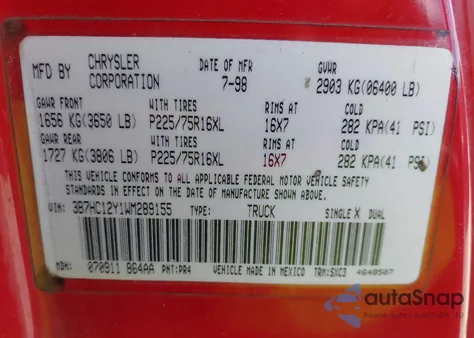 MFD BY CHRYSLER CORPORATION DATE OF MFR 7-98 GVWR 2903 KG(06400 LB)
GAWR FRONT WITH TIRES RIMS AT COLD
1656 KG(3650 LB) P225/75R16XL 16X7 282 KPA(41 PSI)
GAWR REAR WITH TIRES RIMS AT COLD
1727 KG(3806 LB) P225/75R16XL 16X7 282 KPA(41 PSI)
THIS VEHICLE CONFORMS TO ALL APPLICABLE FEDERAL MOTOR VEHICLE SAFETY
STANDARDS IN EFFECT ON THE DATE OF MANUFACTURE SHOWN ABOVE.
VIN: 3B7HC12Y1WM289155 TYPE: TRUCK SINGLE X DUAL
MDH: 070911 864AA PNT:PR4 VEHICLE MADE IN MEXICO TRM:SXC3 4648507
autaSnap